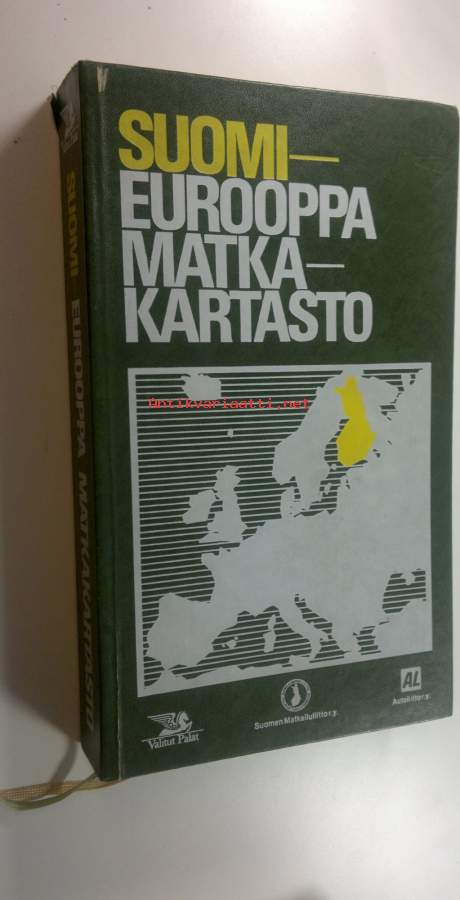 SUOMI—
EUROOPPA
MATKA—
KARTASTO
Antikvariaatti.net
SUOMI EUROOPPA MATKAKARTASTO
Valitut Palat
Suomen Matkailuliitto r.y.
AL
Autoliitto r.y.